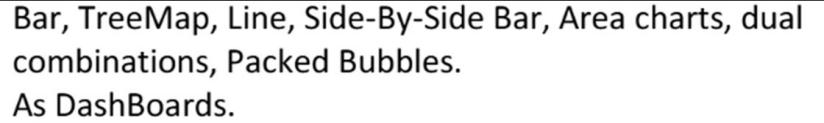 Bar, TreeMap, Line, Side-By-Side Bar, Area charts, dual
combinations, Packed Bubbles.
As DashBoards.